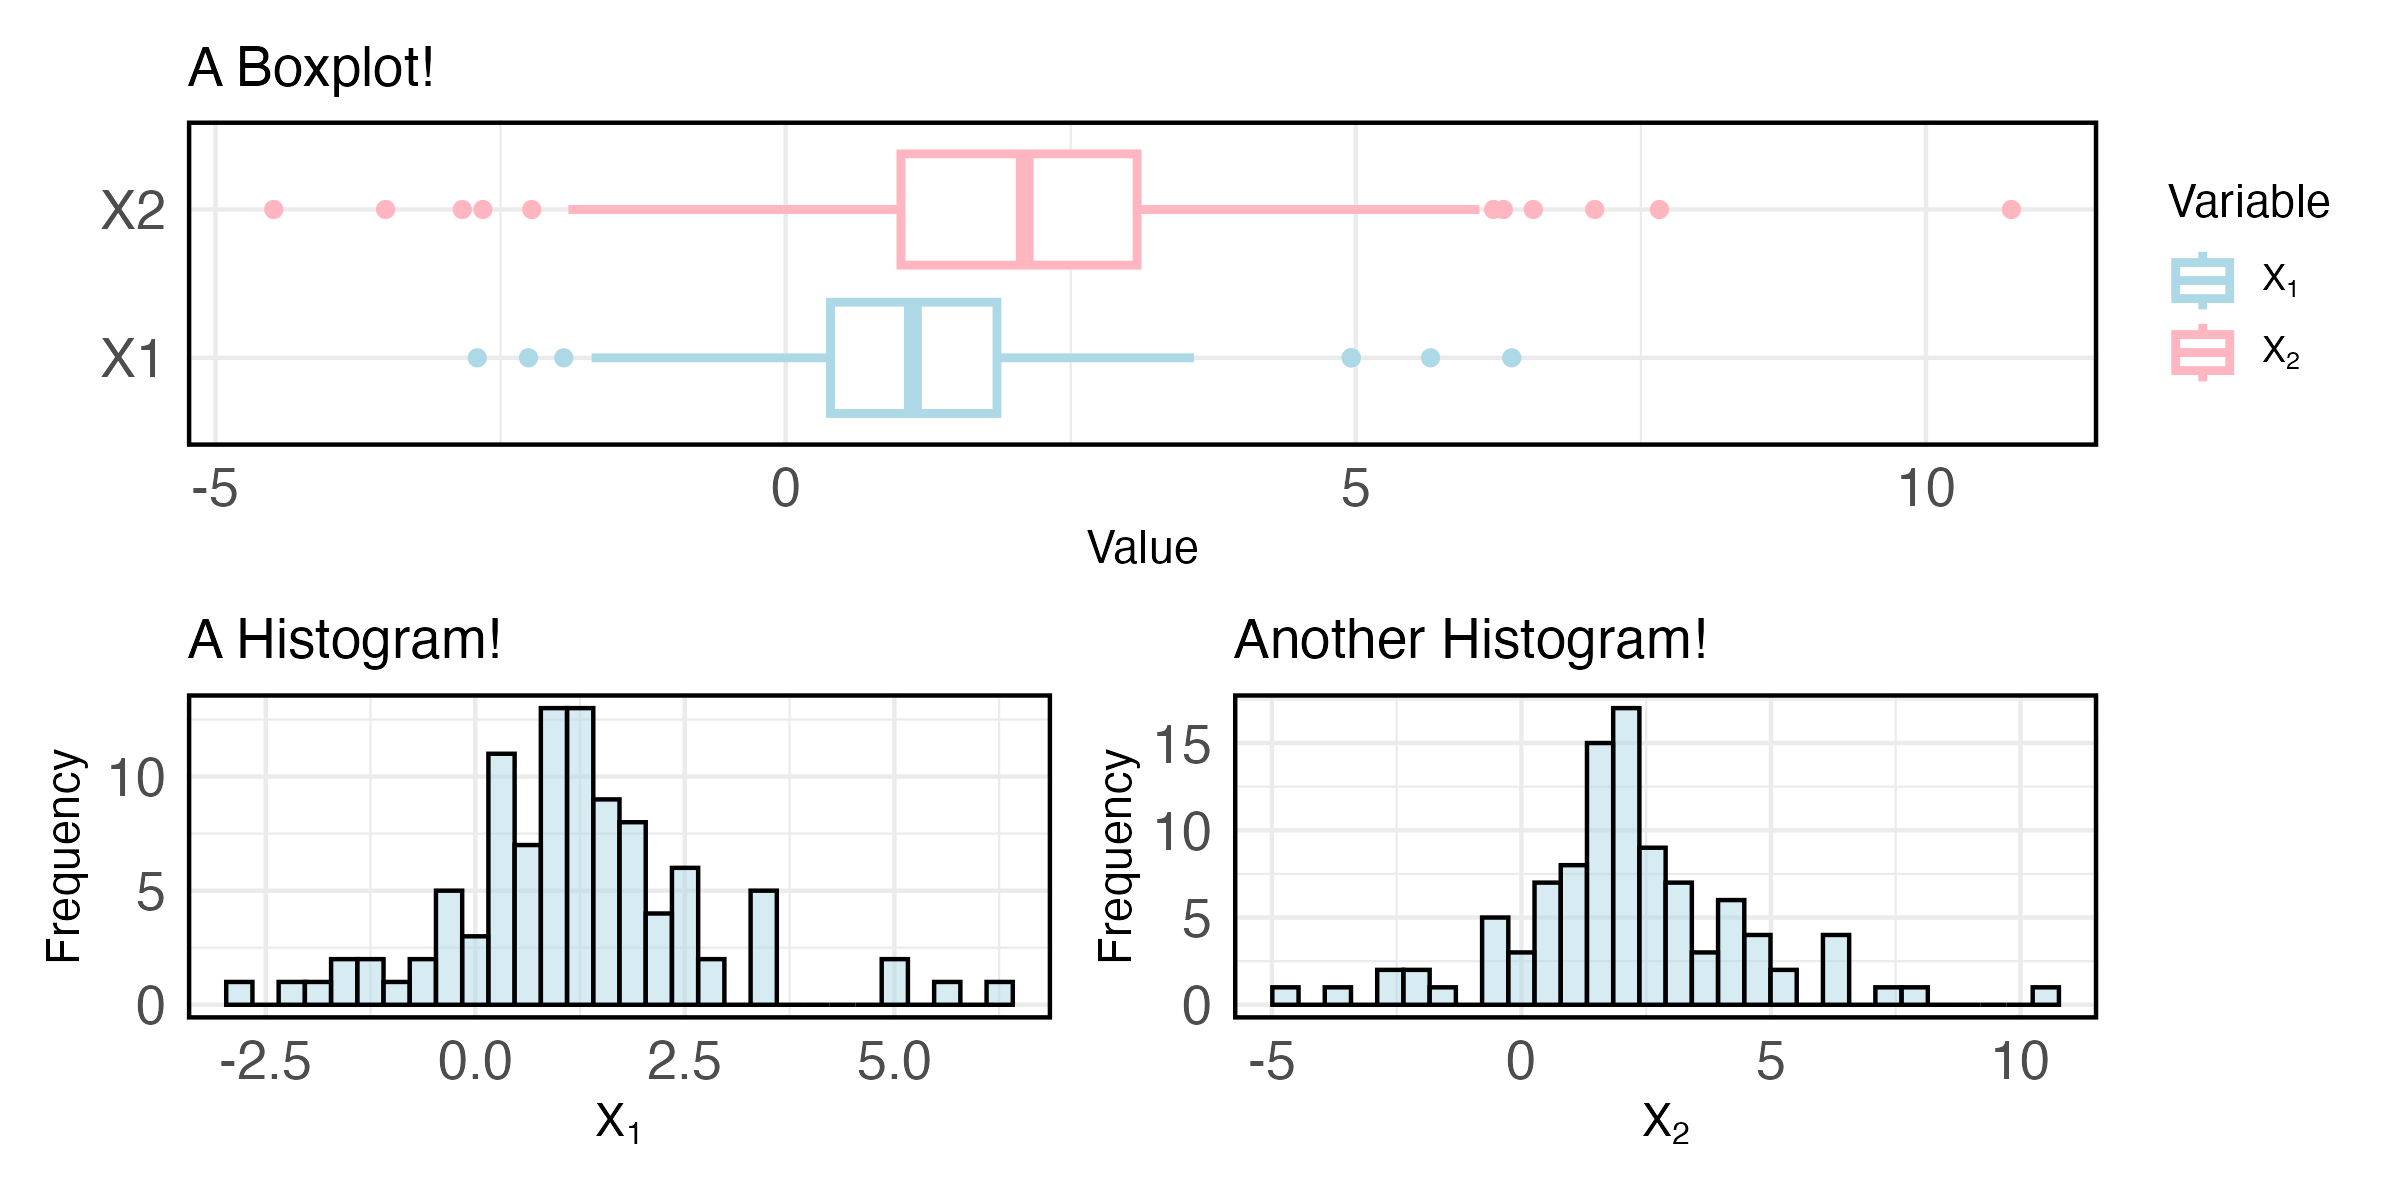 A Boxplot!
X2
X1
-5 0 5 10
Value
Variable
X₁
X₂
A Histogram!
Frequency
10
5
0
-2.5 0.0 2.5 5.0
X₁
Another Histogram!
Frequency
15
10
5
0
-5 0 5 10
X₂